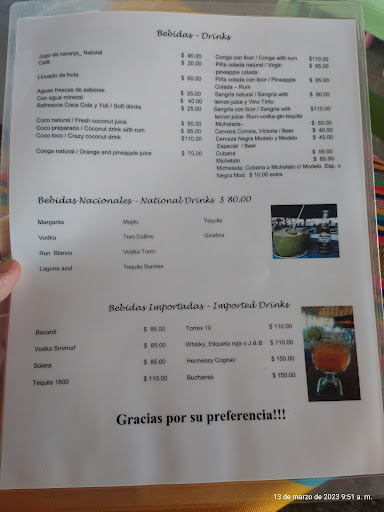 Bebidas - Drinks
Jugo de naranja_ Natural $ 40.00
Café $ 20.00
Licuado de fruta $ 60.00
Aguas frescas de sabores $ 35.00
Con agua mineral $ 40.00
Refrescos Coca Cola y Yoli / Soft drinks $ 25.00
Coco natural / Fresh coconut juice $ 50.00
Coco preparado / Coconut drink with rum $ 85.00
Coco loco / Crazy coconut $110.00
Conga natural / Orange and pineapple juice $ 75.00
Conga con licor / Conga with rum $110.00
Piña colada natural / Virgin $ 65.00
pineapple colada
Piña colada con licor / Pineapple $ 85.00
Colada – Rum
Sangría natural / Sangría with $ 80.00
lemon juice y Vino Tinto
Sangría con licor / Sangría with $110.00
lemon juice- Rum-vodka-gin-tequila
Michelada- $ 50.00
Cerveza Corona, Victoria / Beer $ 40.00
Cerveza Negra Modelo y Modelo $ 45.00
Especial / Beer
Cubana $ 55.00
Michelato $ 65.00
Michelada, Cubana o Michelato c/ Modelo Esp. o
Negra Mod. $ 10.00 extra
Bebidas Nacionales - National Drinks $ 80.00
Margarita Mojito Tequila
Vodka Tom Collins Ginebra
Run Blanco Vodka Tonic
Laguna azul Tequila Sunrise
Bebidas Importadas - Imported Drinks
Bacardi $ 85.00 Torres 10 $ 110.00
Vodka Smirnof $ 85.00 Whisky, Etiqueta roja o J & B $ 110.00
Solera $ 85.00 Hennessy Cognac $ 150.00
Tequila 1800 $ 110.00 Buchanas $ 150.00
Gracias por su preferencia!!!
13 de marzo de 2023 9:51 a. m.